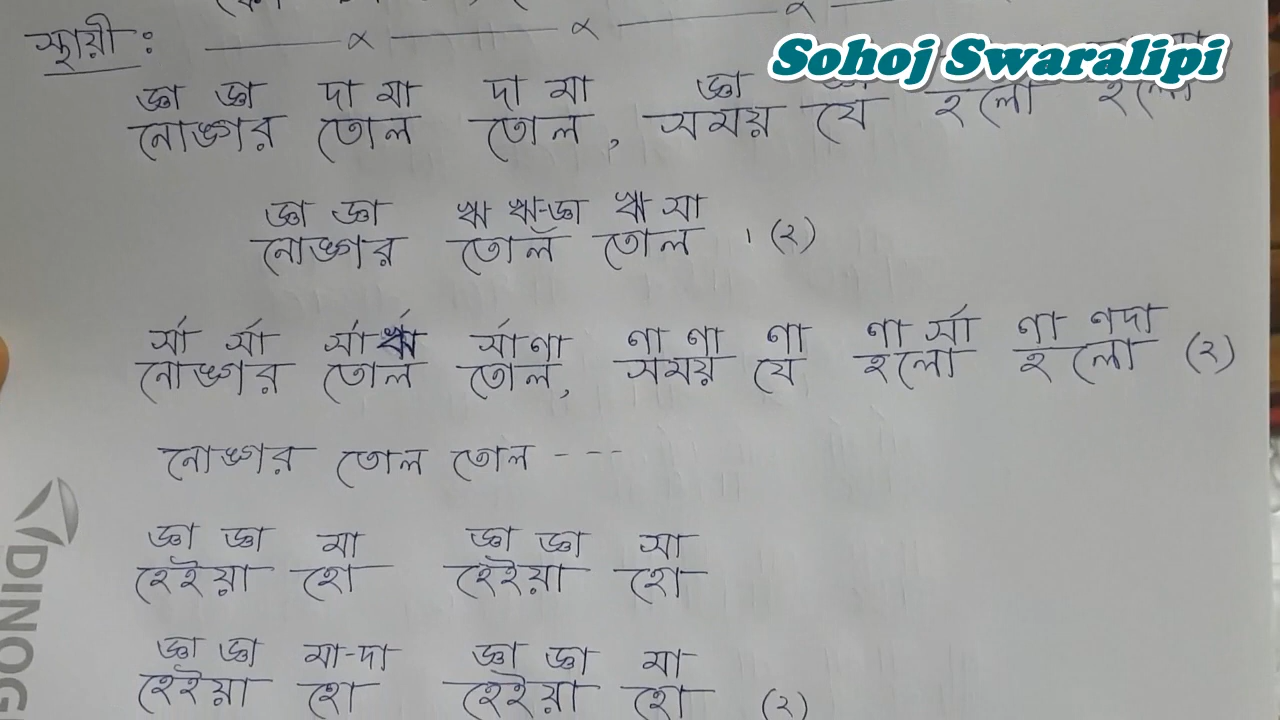 Sohoj Swaralipi
স্থায়ী :
জ্ঞা জ্ঞা দা মা দা মা জ্ঞা
নোঙ্গর তোল তোল , সময় যে হলো হলো
জ্ঞা জ্ঞা ঋা ঋা-জ্ঞা ঋা সা
নোঙ্গর তোল তোল । (২)
র্সা র্সা র্সা র্ঋা র্সা ণা ণা ণা ণা ণা র্সা ণা ণদা
নোঙ্গর তোল তোল, সময় যে হলো হলো (২)
নোঙ্গর তোল তোল - - -
জ্ঞা জ্ঞা মা জ্ঞা জ্ঞা সা
হেইয়া হো হেইয়া হো
জ্ঞা জ্ঞা মা-দা জ্ঞা জ্ঞা মা
হেইয়া হো হেইয়া হো (২)
DINOG